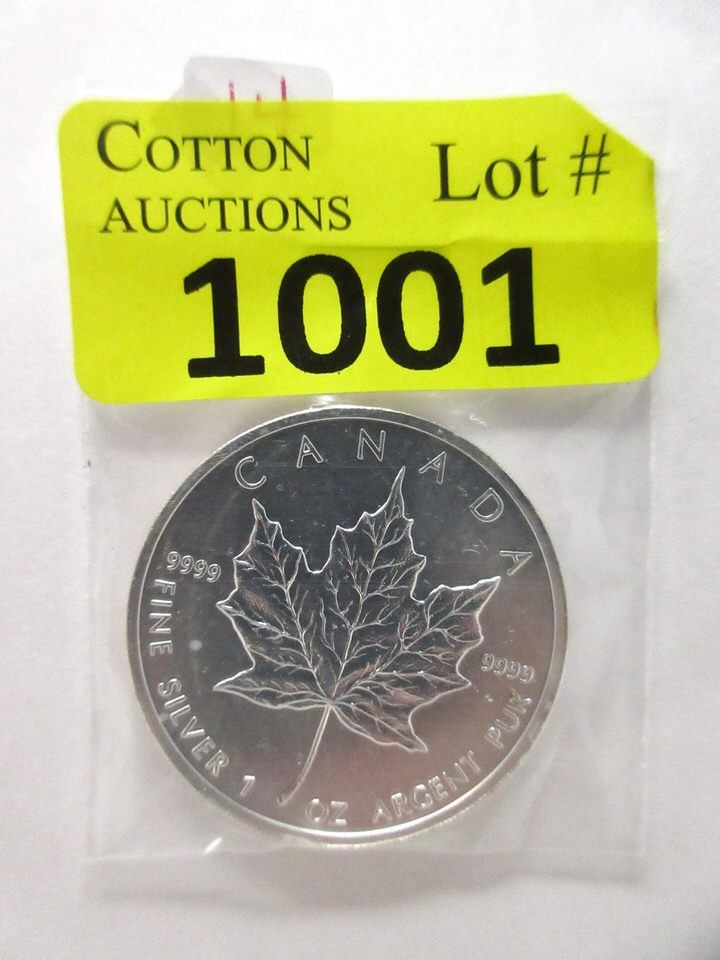 COTTON
AUCTIONS
Lot #
1001
CANADA
9999
9999
FINE SILVER 1 OZ ARGENT PUR